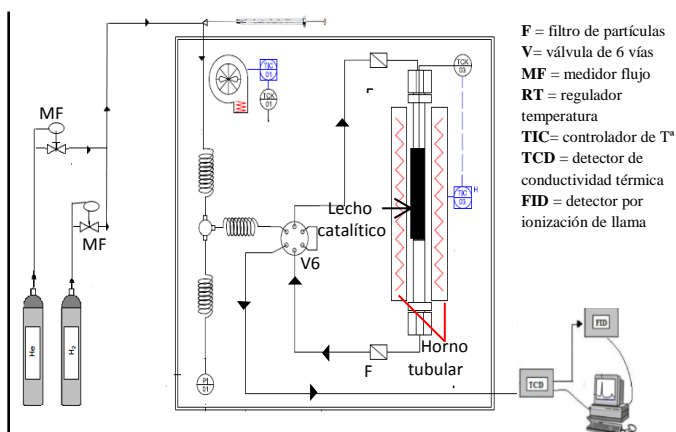 F = filtro de partículas
V= válvula de 6 vías
MF = medidor flujo
RT = regulador
temperatura
TIC= controlador de Tª
TCD = detector de
conductividad térmica
FID = detector por
ionización de llama
MF
MF
He
H₂
TIC
01
TCK
01
TCK
03
TIC
03
H
Lecho
catalítico
V6
F
Horno
tubular
PI
01
TCD
FID